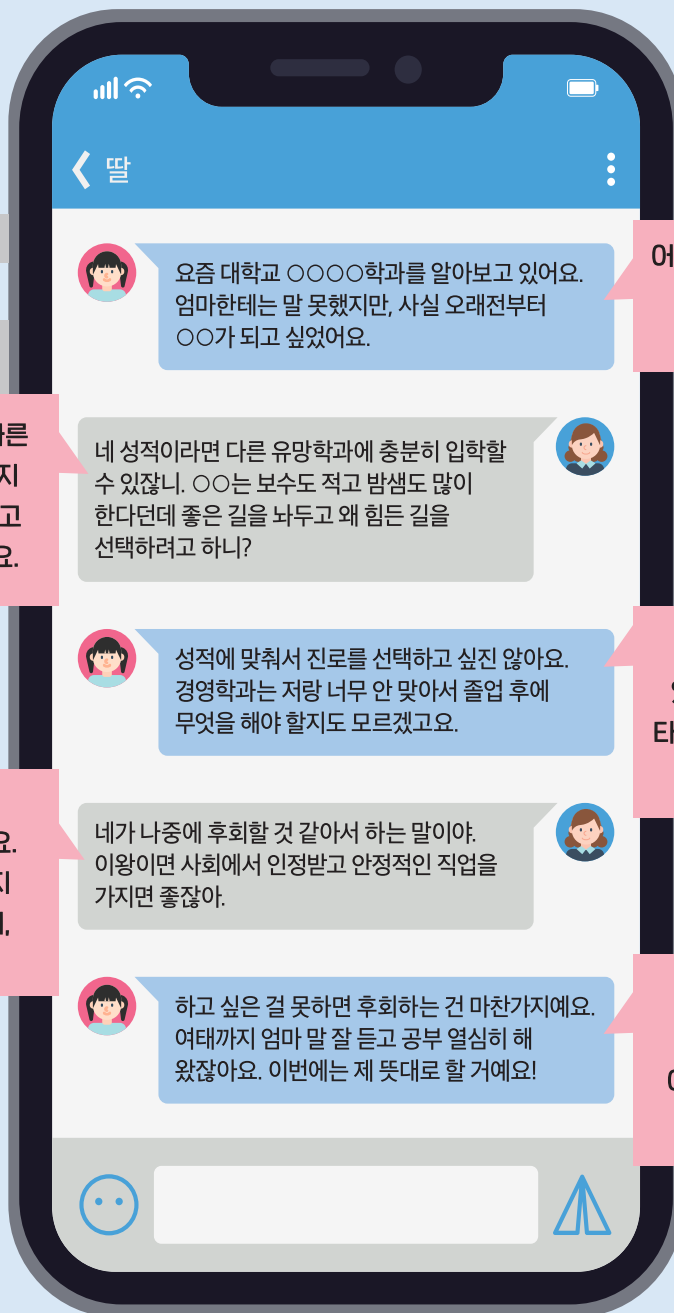 딸
요즘 대학교 ○○○○학과를 알아보고 있어요.
엄마한테는 말 못했지만, 사실 오래전부터
○○가 되고 싶었어요.
네 성적이라면 다른 유망학과에 충분히 입학할
수 있잖니. ○○는 보수도 적고 밤샘도 많이
한다던데 좋은 길을 놔두고 왜 힘든 길을
선택하려고 하니?
성적에 맞춰서 진로를 선택하고 싶진 않아요.
경영학과는 저랑 너무 안 맞아서 졸업 후에
무엇을 해야 할지도 모르겠고요.
네가 나중에 후회할 것 같아서 하는 말이야.
이왕이면 사회에서 인정받고 안정적인 직업을
가지면 좋잖아.
하고 싶은 걸 못하면 후회하는 건 마찬가지예요.
여태까지 엄마 말 잘 듣고 공부 열심히 해
왔잖아요. 이번에는 제 뜻대로 할 거예요!